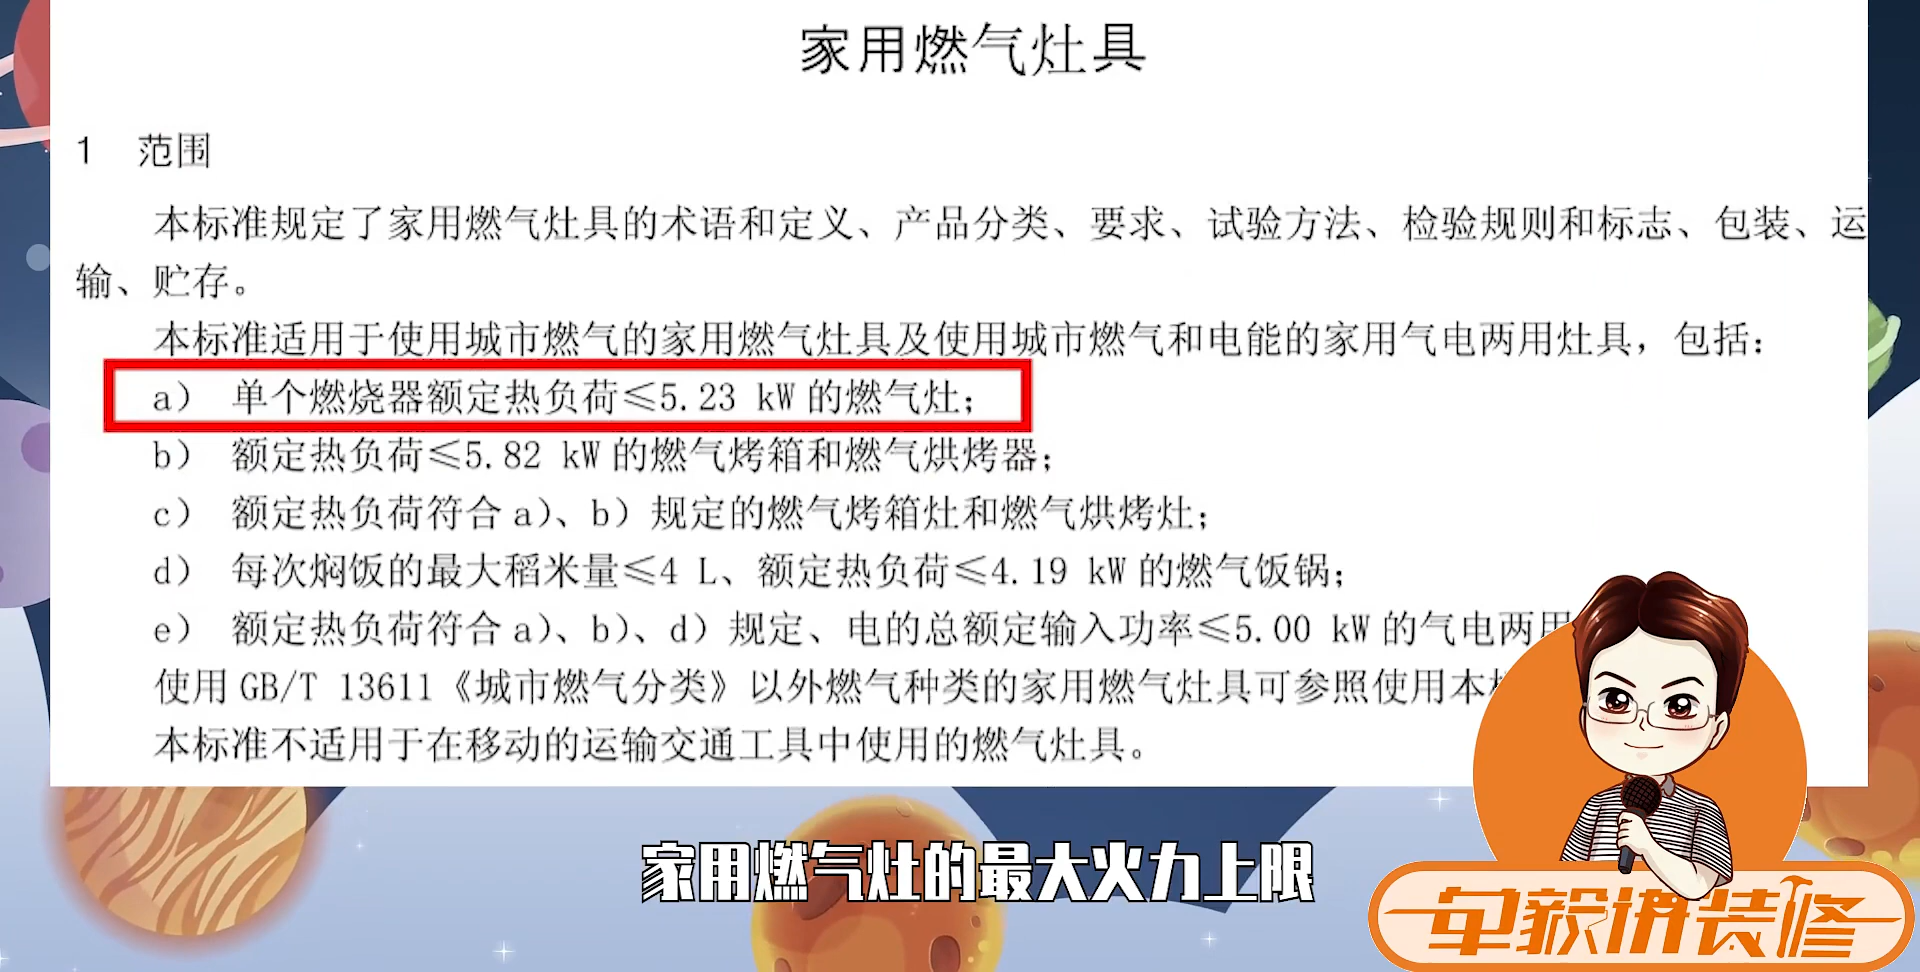 家用燃气灶具
1 范围
本标准规定了家用燃气灶具的术语和定义、产品分类、要求、试验方法、检验规则和标志、包装、运
输、贮存。
本标准适用于使用城市燃气的家用燃气灶具及使用城市燃气和电能的家用气电两用灶具，包括：
a） 单个燃烧器额定热负荷≤5.23 kW的燃气灶；
b） 额定热负荷≤5.82 kW的燃气烤箱和燃气烘烤器；
c） 额定热负荷符合a）、b）规定的燃气烤箱灶和燃气烘烤灶；
d） 每次焖饭的最大稻米量≤4 L、额定热负荷≤4.19 kW的燃气饭锅；
e） 额定热负荷符合a）、b）、d）规定、电的总额定输入功率≤5.00 kW的气电两用
使用GB/T 13611《城市燃气分类》以外燃气种类的家用燃气灶具可参照使用本
本标准不适用于在移动的运输交通工具中使用的燃气灶具。
家用燃气灶的最大火力上限
毅讲装修